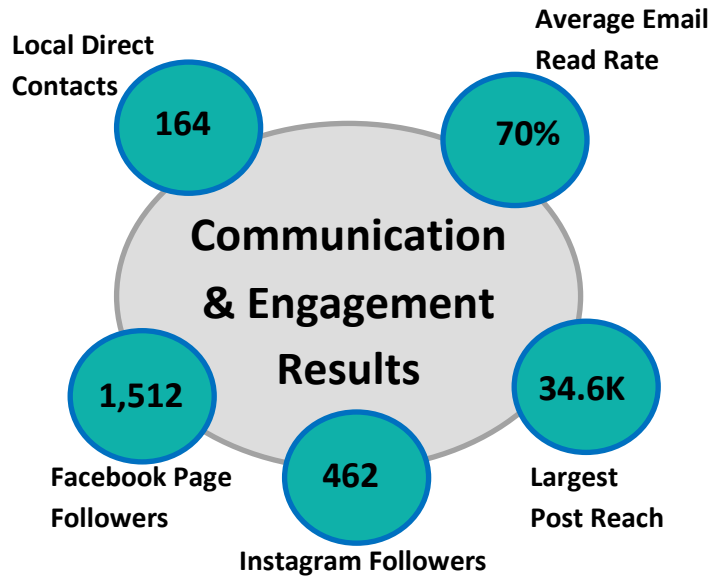 Local Direct
Contacts
164
Average Email
Read Rate
70%
Communication
& Engagement
Results
1,512
Facebook Page
Followers
462
Instagram Followers
34.6K
Largest
Post Reach